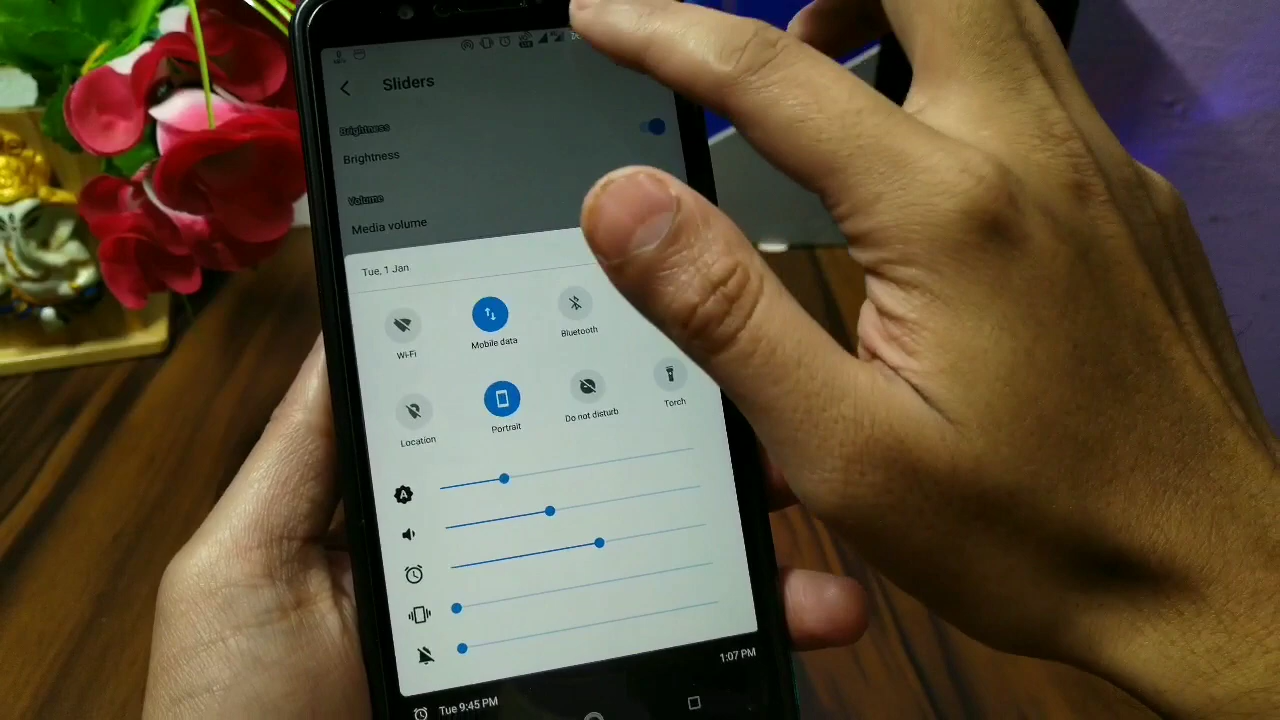 Sliders
Brightness
Brightness
Volume
Media volume
Tue, 1 Jan
Wi-Fi
Mobile data
Bluetooth
Location
Portrait
Do not disturb
Torch
A
Tue 9:45 PM
1:07 PM